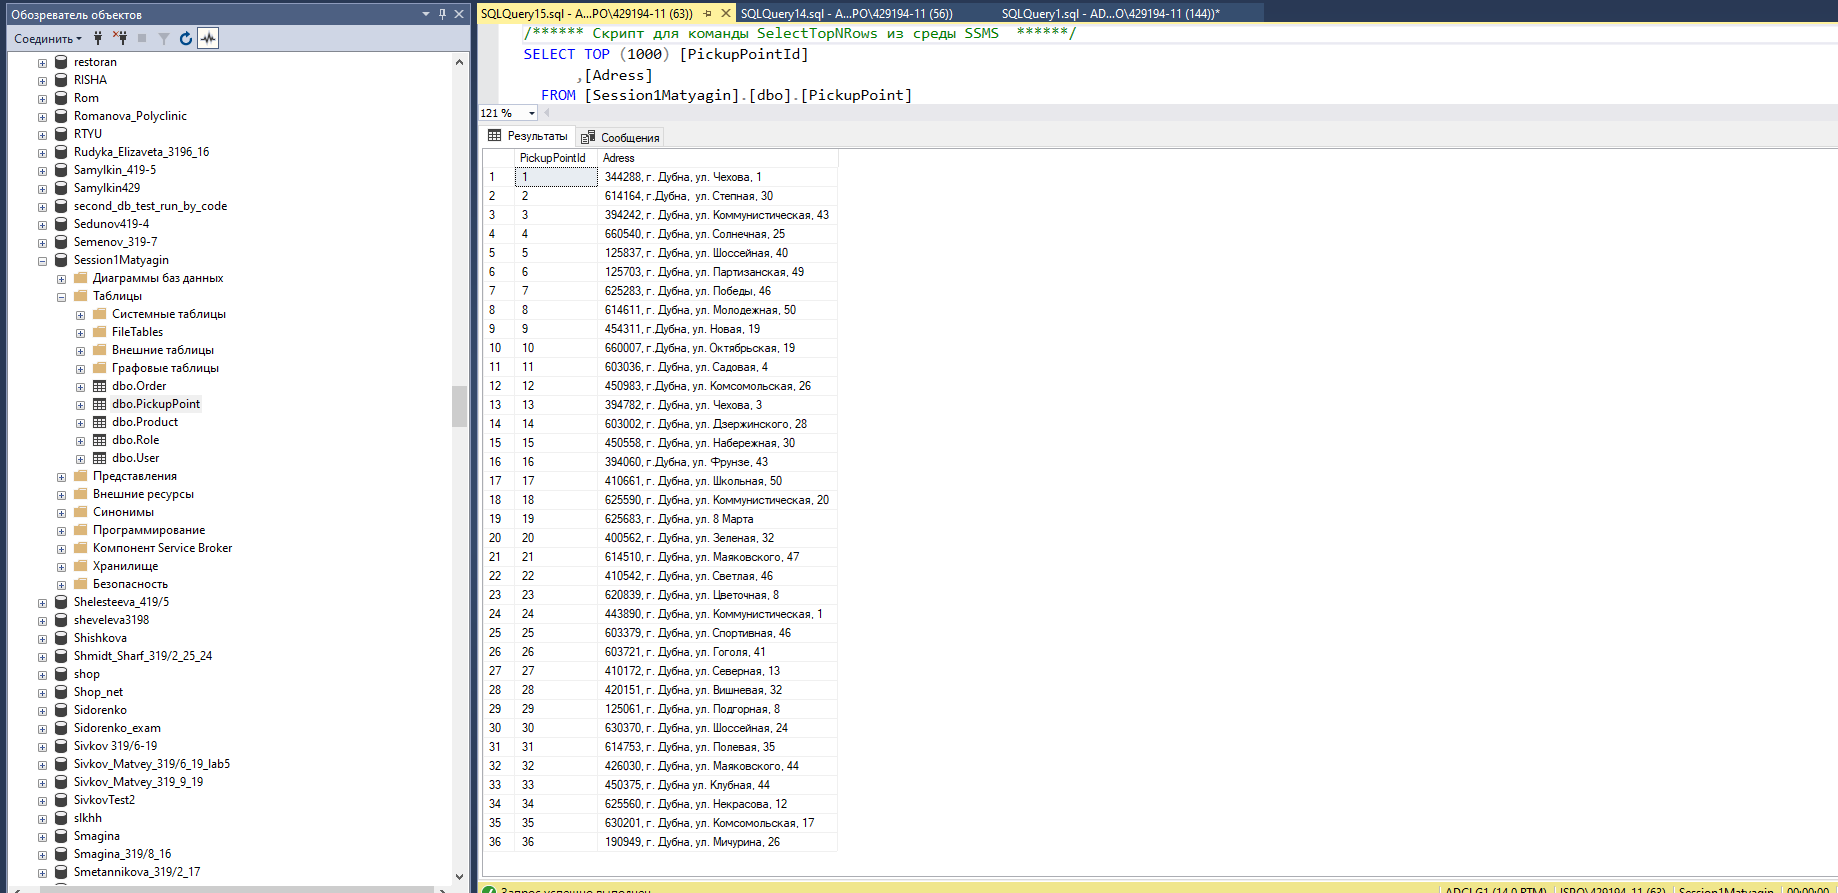 Обозреватель объектов
Соединить
restoran
RISHA
Rom
Romanova_Polyclinic
RTYU
Rudyka_Elizaveta_3196_16
Samylkin_419-5
Samylkin429
second_db_test_run_by_code
Sedunov419-4
Semenov_319-7
Session1Matyagin
Диаграммы баз данных
Таблицы
Системные таблицы
FileTables
Внешние таблицы
Графовые таблицы
dbo.Order
dbo.PickupPoint
dbo.Product
dbo.Role
dbo.User
Представления
Внешние ресурсы
Синонимы
Программирование
Компонент Service Broker
Хранилище
Безопасность
Shelesteeva_419/5
sheveleva3198
Shishkova
Shmidt_Sharf_319/2_25_24
shop
Shop_net
Sidorenko
Sidorenko_exam
Sivkov 319/6-19
Sivkov_Matvey_319/6_19_lab5
Sivkov_Matvey_319_9_19
SivkovTest2
slkhh
Smagina
Smagina_319/8_16
Smetannikova_319/2_17
SQLQuery15.sql - A...PO\429194-11 (63)) SQLQuery14.sql - A...PO\429194-11 (56)) SQLQuery1.sql - AD...O\429194-11 (144))*
/****** Скрипт для команды SelectTopNRows из среды SSMS ******/
SELECT TOP (1000) [PickupPointId]
,[Adress]
FROM [Session1Matyagin].[dbo].[PickupPoint]
121 %
Результаты Сообщения
PickupPointId Adress
1 1 344288, г. Дубна, ул. Чехова, 1
2 2 614164, г.Дубна, ул. Степная, 30
3 3 394242, г. Дубна, ул. Коммунистическая, 43
4 4 660540, г. Дубна, ул. Солнечная, 25
5 5 125837, г. Дубна, ул. Шоссейная, 40
6 6 125703, г. Дубна, ул. Партизанская, 49
7 7 625283, г. Дубна, ул. Победы, 46
8 8 614611, г. Дубна, ул. Молодежная, 50
9 9 454311, г.Дубна, ул. Новая, 19
10 10 660007, г.Дубна, ул. Октябрьская, 19
11 11 603036, г. Дубна, ул. Садовая, 4
12 12 450983, г.Дубна, ул. Комсомольская, 26
13 13 394782, г. Дубна, ул. Чехова, 3
14 14 603002, г. Дубна, ул. Дзержинского, 28
15 15 450558, г. Дубна, ул. Набережная, 30
16 16 394060, г.Дубна, ул. Фрунзе, 43
17 17 410661, г. Дубна, ул. Школьная, 50
18 18 625590, г. Дубна, ул. Коммунистическая, 20
19 19 625683, г. Дубна, ул. 8 Марта
20 20 400562, г. Дубна, ул. Зеленая, 32
21 21 614510, г. Дубна, ул. Маяковского, 47
22 22 410542, г. Дубна, ул. Светлая, 46
23 23 620839, г. Дубна, ул. Цветочная, 8
24 24 443890, г. Дубна, ул. Коммунистическая, 1
25 25 603379, г. Дубна, ул. Спортивная, 46
26 26 603721, г. Дубна, ул. Гоголя, 41
27 27 410172, г. Дубна, ул. Северная, 13
28 28 420151, г. Дубна, ул. Вишневая, 32
29 29 125061, г. Дубна, ул. Подгорная, 8
30 30 630370, г. Дубна, ул. Шоссейная, 24
31 31 614753, г. Дубна, ул. Полевая, 35
32 32 426030, г. Дубна, ул. Маяковского, 44
33 33 450375, г. Дубна ул. Клубная, 44
34 34 625560, г. Дубна, ул. Некрасова, 12
35 35 630201, г. Дубна, ул. Комсомольская, 17
36 36 190949, г. Дубна, ул. Мичурина, 26
Запрос успешно выполнен ADCLG1 (14.0 RTM) ISPO\429194-11 (63) Session1Matyagin 00:00:00